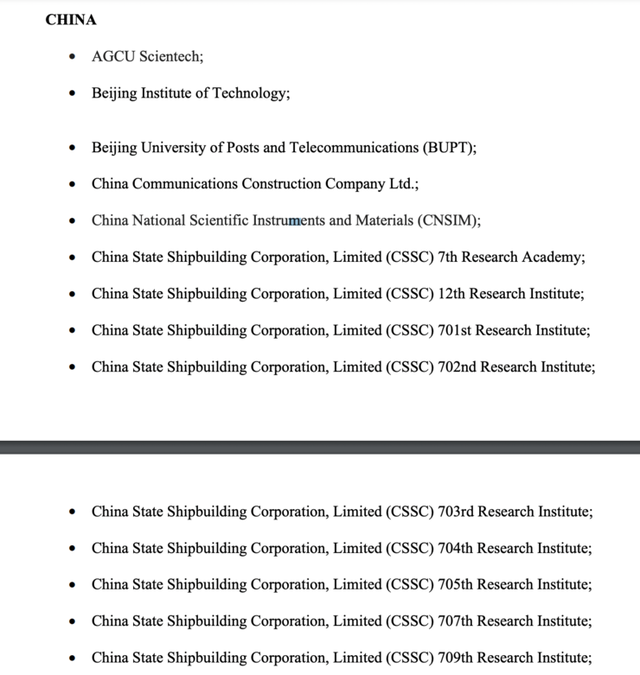 CHINA
• AGCU Scientech;
• Beijing Institute of Technology;
• Beijing University of Posts and Telecommunications (BUPT);
• China Communications Construction Company Ltd.;
• China National Scientific Instruments and Materials (CNSIM);
• China State Shipbuilding Corporation, Limited (CSSC) 7th Research Academy;
• China State Shipbuilding Corporation, Limited (CSSC) 12th Research Institute;
• China State Shipbuilding Corporation, Limited (CSSC) 701st Research Institute;
• China State Shipbuilding Corporation, Limited (CSSC) 702nd Research Institute;
• China State Shipbuilding Corporation, Limited (CSSC) 703rd Research Institute;
• China State Shipbuilding Corporation, Limited (CSSC) 704th Research Institute;
• China State Shipbuilding Corporation, Limited (CSSC) 705th Research Institute;
• China State Shipbuilding Corporation, Limited (CSSC) 707th Research Institute;
• China State Shipbuilding Corporation, Limited (CSSC) 709th Research Institute;